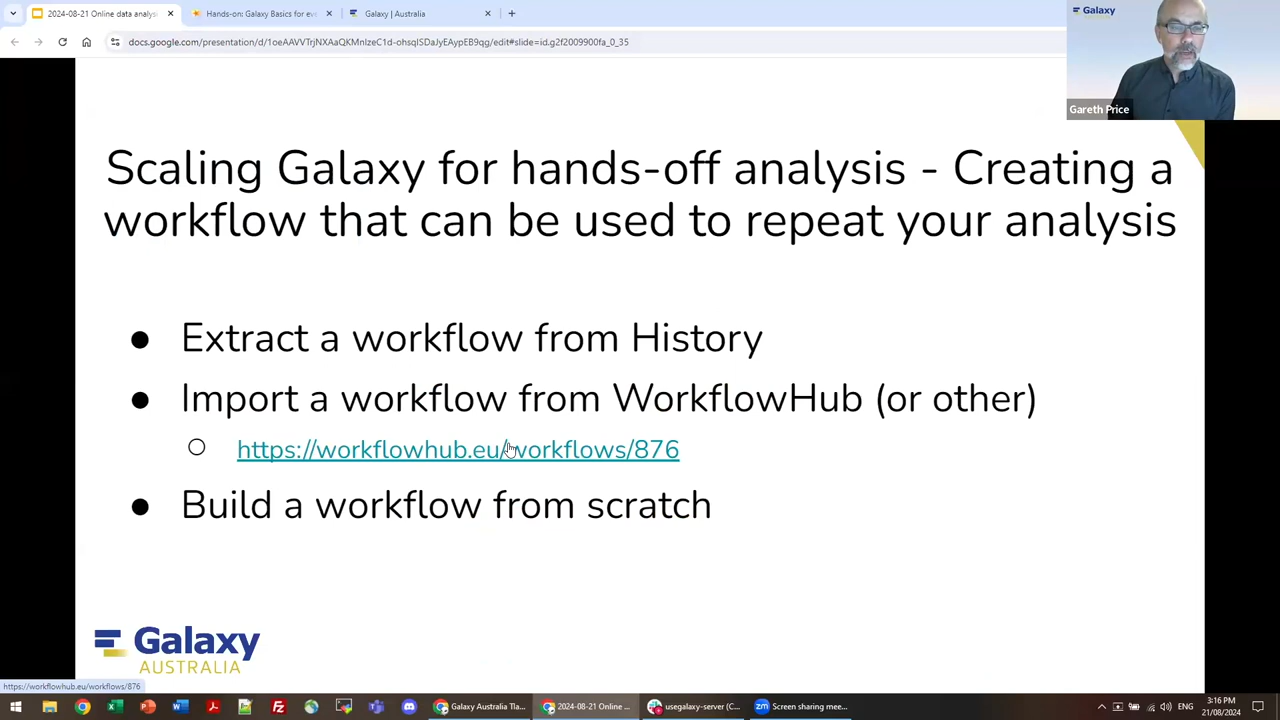 2024-08-21 Online data analysi
Hands-on: Galaxy Basics for eve
Galaxy | Australia
docs.google.com/presentation/d/1oeAAVVTrjNXAaQKMnIzeC1d-ohsqlSDaJyEAypEB9qg/edit#slide=id.g2f2009900fa_0_35
Galaxy
Gareth Price
Scaling Galaxy for hands-off analysis - Creating a
workflow that can be used to repeat your analysis
● Extract a workflow from History
● Import a workflow from WorkflowHub (or other)
○ https://workflowhub.eu/workflows/876
● Build a workflow from scratch
Galaxy
AUSTRALIA
https://workflowhub.eu/workflows/876
Galaxy Australia Tla...
2024-08-21 Online ...
usegalaxy-server (C...
Screen sharing mee...
ENG
3:16 PM
21/08/2024